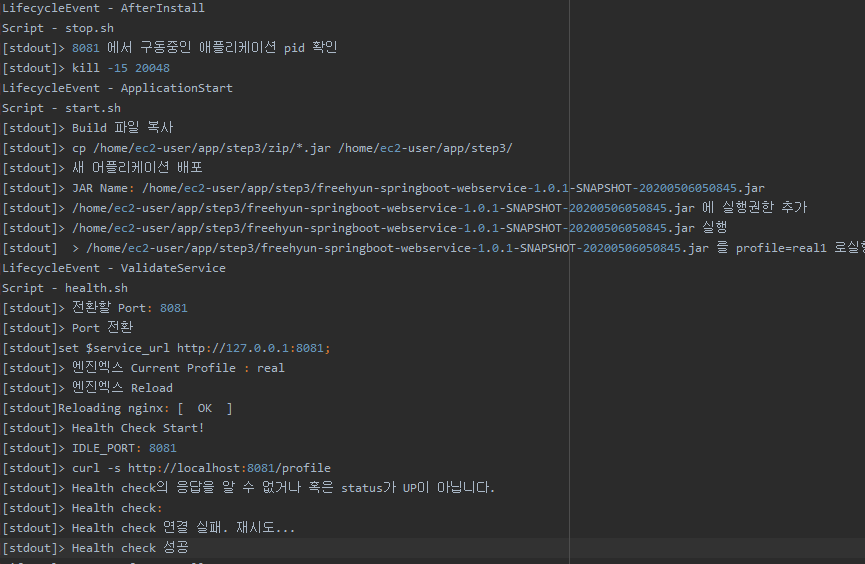 LifecycleEvent - AfterInstall
Script - stop.sh
[stdout]> 8081 에서 구동중인 애플리케이션 pid 확인
[stdout]> kill -15 20048
LifecycleEvent - ApplicationStart
Script - start.sh
[stdout]> Build 파일 복사
[stdout]> cp /home/ec2-user/app/step3/zip/*.jar /home/ec2-user/app/step3/
[stdout]> 새 어플리케이션 배포
[stdout]> JAR Name: /home/ec2-user/app/step3/freehyun-springboot-webservice-1.0.1-SNAPSHOT-20200506050845.jar
[stdout]> /home/ec2-user/app/step3/freehyun-springboot-webservice-1.0.1-SNAPSHOT-20200506050845.jar 에 실행권한 추가
[stdout]> /home/ec2-user/app/step3/freehyun-springboot-webservice-1.0.1-SNAPSHOT-20200506050845.jar 실행
[stdout]  > /home/ec2-user/app/step3/freehyun-springboot-webservice-1.0.1-SNAPSHOT-20200506050845.jar 를 profile=real1 로실행
LifecycleEvent - ValidateService
Script - health.sh
[stdout]> 전환할 Port: 8081
[stdout]> Port 전환
[stdout]set $service_url http://127.0.0.1:8081;
[stdout]> 엔진엑스 Current Profile : real
[stdout]> 엔진엑스 Reload
[stdout]Reloading nginx: [  OK  ]
[stdout]> Health Check Start!
[stdout]> IDLE_PORT: 8081
[stdout]> curl -s http://localhost:8081/profile
[stdout]> Health check의 응답을 알 수 없거나 혹은 status가 UP이 아닙니다.
[stdout]> Health check:
[stdout]> Health check 연결 실패. 재시도...
[stdout]> Health check 성공